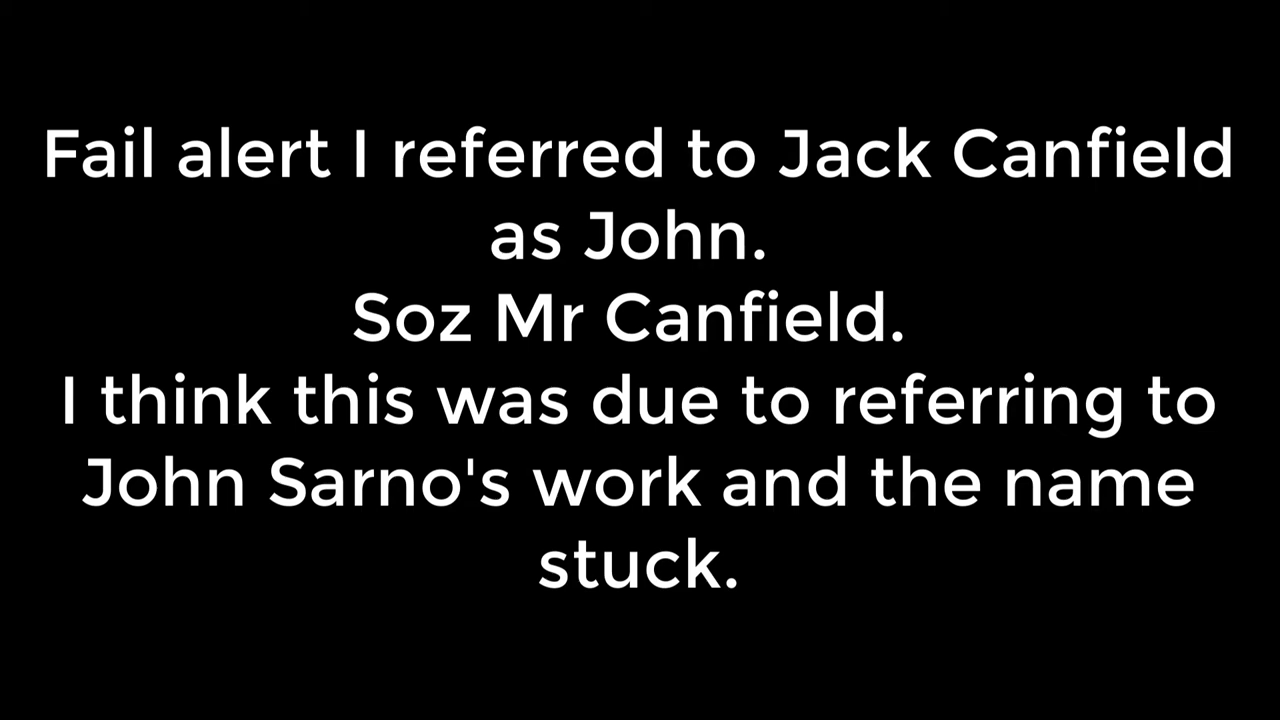 Fail alert I referred to Jack Canfield
as John.
Soz Mr Canfield.
I think this was due to referring to
John Sarno's work and the name
stuck.